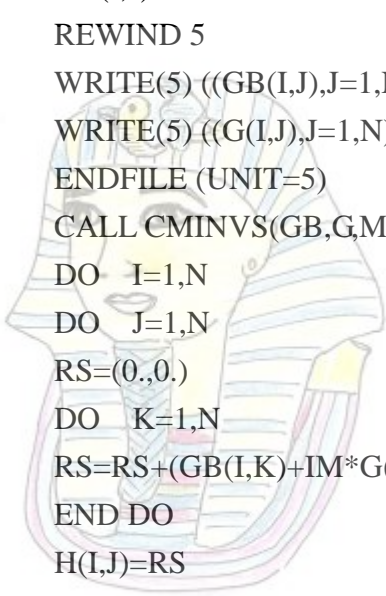 REWIND 5
WRITE(5) ((GB(I,J),J=1,
WRITE(5) ((G(I,J),J=1,N)
ENDFILE (UNIT=5)
CALL CMINVS(GB,G,M
DO I=1,N
DO J=1,N
RS=(0.,0.)
DO K=1,N
RS=RS+(GB(I,K)+IM*G(
END DO
H(I,J)=RS